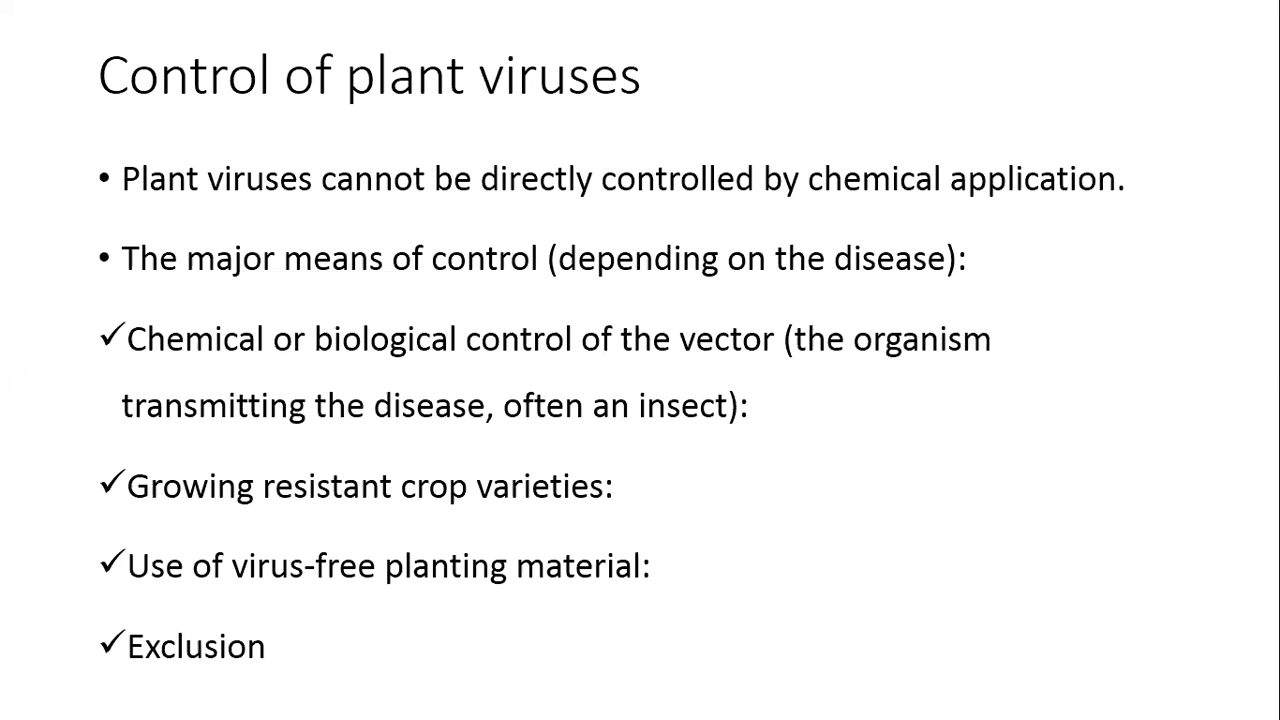 Control of plant viruses
• Plant viruses cannot be directly controlled by chemical application.
• The major means of control (depending on the disease):
✓Chemical or biological control of the vector (the organism
transmitting the disease, often an insect):
✓Growing resistant crop varieties:
✓Use of virus-free planting material:
✓Exclusion